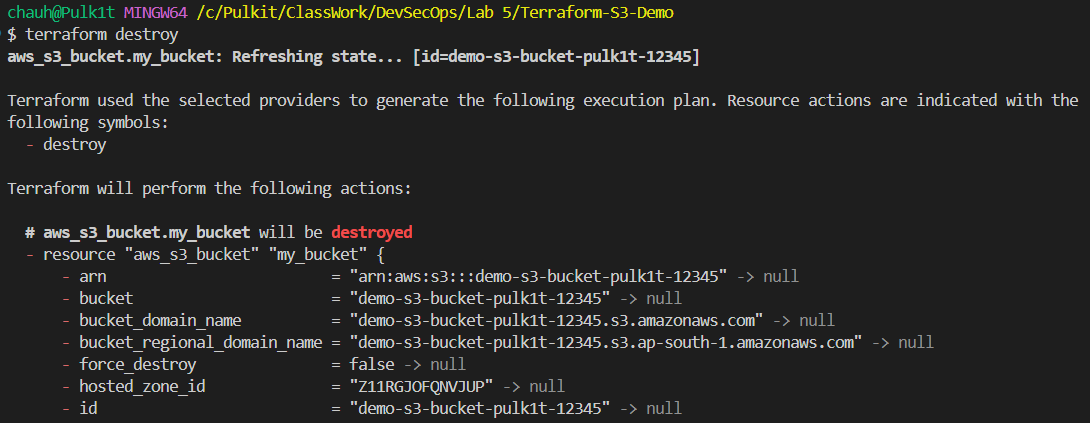 chauh@Pulk1t MINGW64 /c/Pulkit/ClassWork/DevSecOps/Lab 5/Terraform-S3-Demo
$ terraform destroy
aws_s3_bucket.my_bucket: Refreshing state... [id=demo-s3-bucket-pulk1t-12345]
Terraform used the selected providers to generate the following execution plan. Resource actions are indicated with the
following symbols:
- destroy
Terraform will perform the following actions:
# aws_s3_bucket.my_bucket will be destroyed
- resource "aws_s3_bucket" "my_bucket" {
- arn = "arn:aws:s3:::demo-s3-bucket-pulk1t-12345" -> null
- bucket = "demo-s3-bucket-pulk1t-12345" -> null
- bucket_domain_name = "demo-s3-bucket-pulk1t-12345.s3.amazonaws.com" -> null
- bucket_regional_domain_name = "demo-s3-bucket-pulk1t-12345.s3.ap-south-1.amazonaws.com" -> null
- force_destroy = false -> null
- hosted_zone_id = "Z11RGJOFQNVJUP" -> null
- id = "demo-s3-bucket-pulk1t-12345" -> null